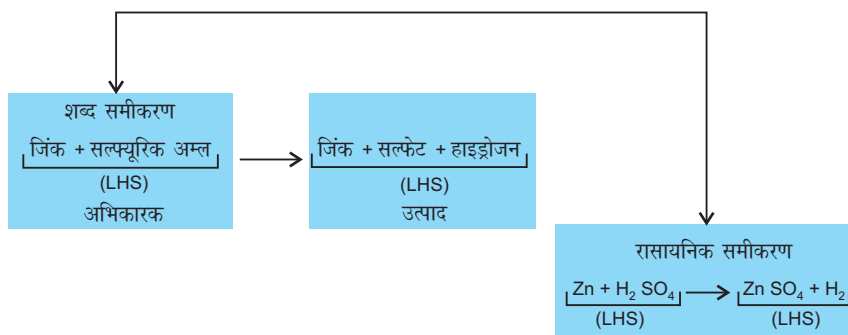 शब्द समीकरण
जिंक + सल्फ्यूरिक अम्ल
(LHS)
अभिकारक
जिंक + सल्फेट + हाइड्रोजन
(LHS)
उत्पाद
रासायनिक समीकरण
Zn + H₂ SO₄ → Zn SO₄ + H₂
(LHS) (LHS)